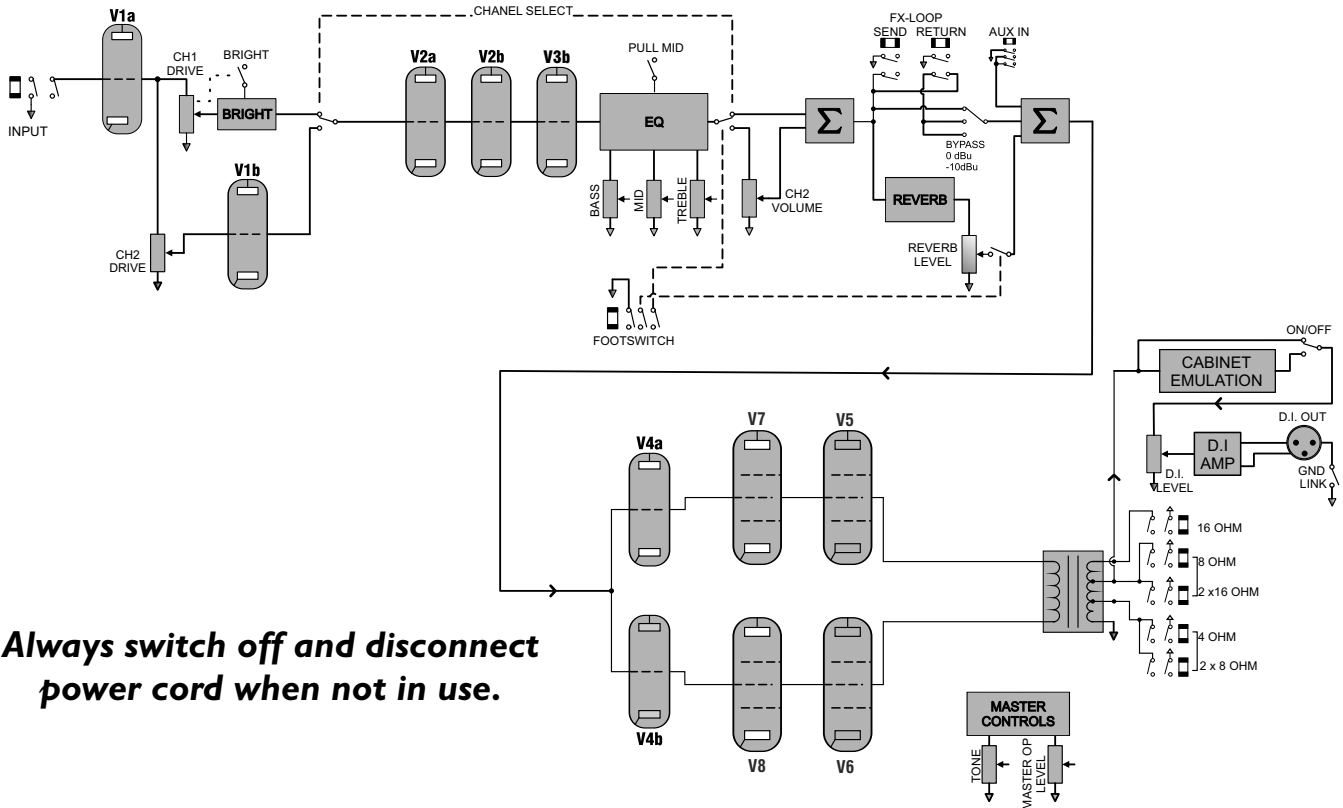 CHANEL SELECT
V1a
FX-LOOP
SEND RETURN
AUX IN
CH1
DRIVE
BRIGHT
V2a
V2b
V3b
PULL MID
INPUT
BRIGHT
EQ
Σ
Σ
BYPASS
0 dBu
-10dBu
V1b
BASS
MID
TREBLE
CH2
VOLUME
REVERB
CH2
DRIVE
REVERB
LEVEL
FOOTSWITCH
ON/OFF
CABINET
EMULATION
D.I. OUT
V7
V5
V4a
D.I
AMP
D.I.
LEVEL
GND
LINK
16 OHM
8 OHM
2 x16 OHM
4 OHM
2 x 8 OHM
Always switch off and disconnect
power cord when not in use.
V4b
V8
V6
MASTER
CONTROLS
TONE
MASTER OP
LEVEL